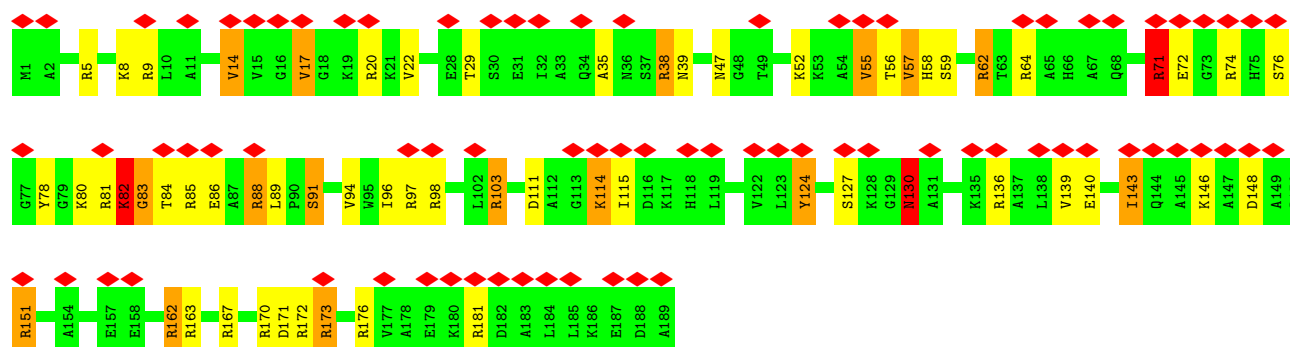 M1 A2 R5 K8 R9 L10 A11 V14 V15 G16 V17 G18 K19 R20 K21 V22 E28 T29 S30 E31 I32 A33 Q34 A35 N36 S37 R38 N39 N47 G48 T49 K52 K53 A54 V55 T56 V57 H58 S59 R62 T63 R64 A65 H66 A67 Q68 R71 E72 G73 R74 H75 S76
G77 Y78 G79 K80 R81 K82 G83 T84 R85 E86 A87 R88 L89 P90 S91 V94 W95 I96 R97 R98 L102 R103 D111 A112 G113 K114 I115 D116 K117 H118 L119 V122 L123 Y124 S127 K128 G129 N130 A131 K135 R136 A137 L138 V139 E140 I143 Q144 A145 K146 A147 D148 A149
R151 A154 E157 E158 R162 R163 R167 R170 D171 R172 R173 R176 V177 A178 E179 K180 R181 D182 A183 L184 L185 K186 E187 D188 A189